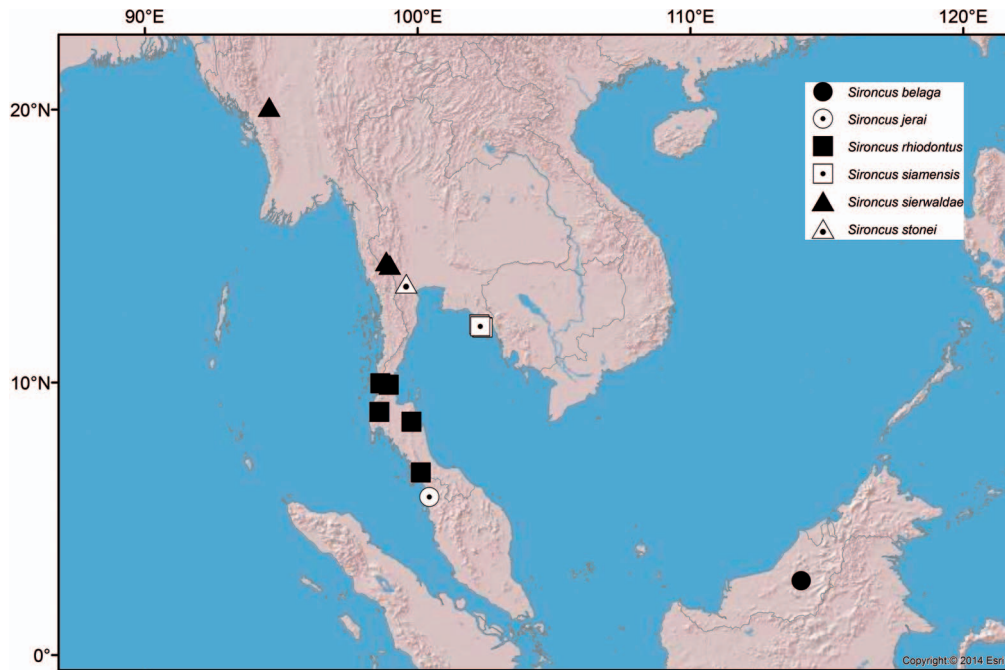 90°E 100°E 110°E 120°E
20°N
10°N
0°
Sironcus belaga
Sironcus jerai
Sironcus rhiodontus
Sironcus siamensis
Sironcus sierwaldae
Sironcus stonei
Copyright © 2014 Esri